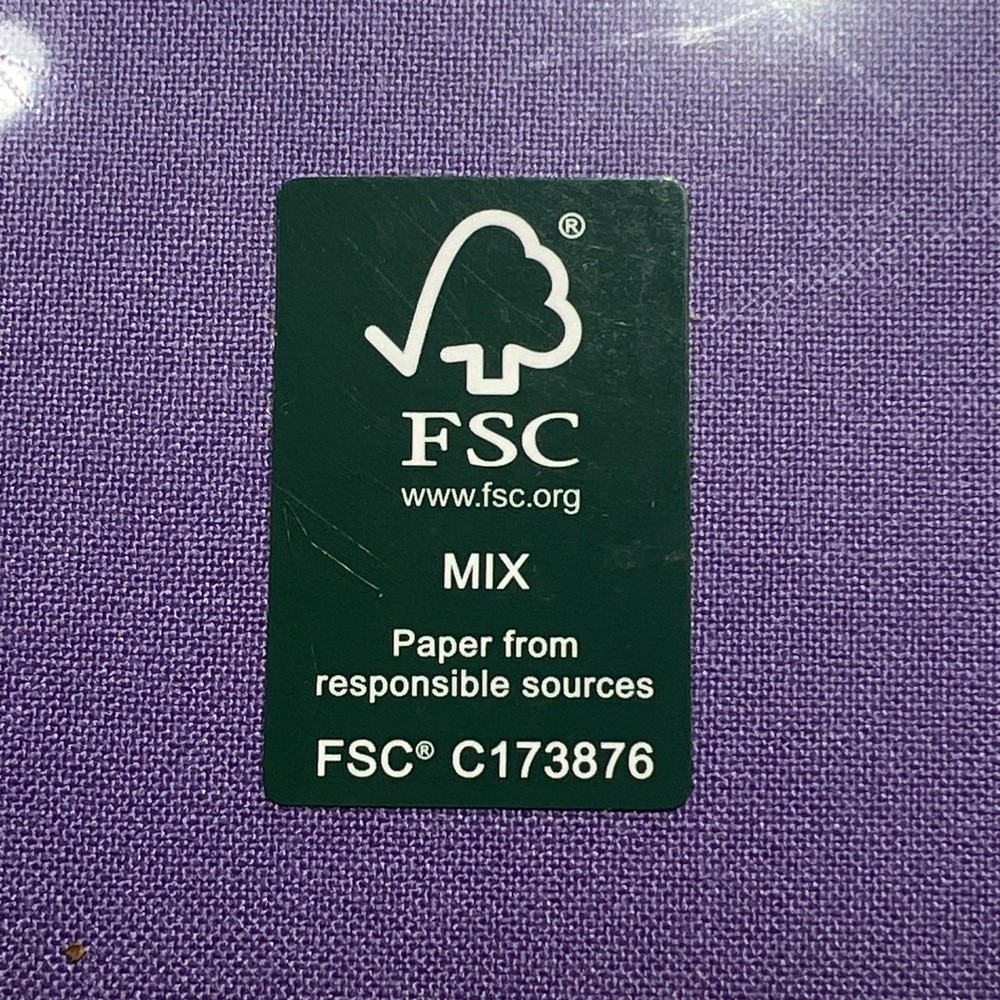 ®
FSC
www.fsc.org
MIX
Paper from
responsible sources
FSC® C173876